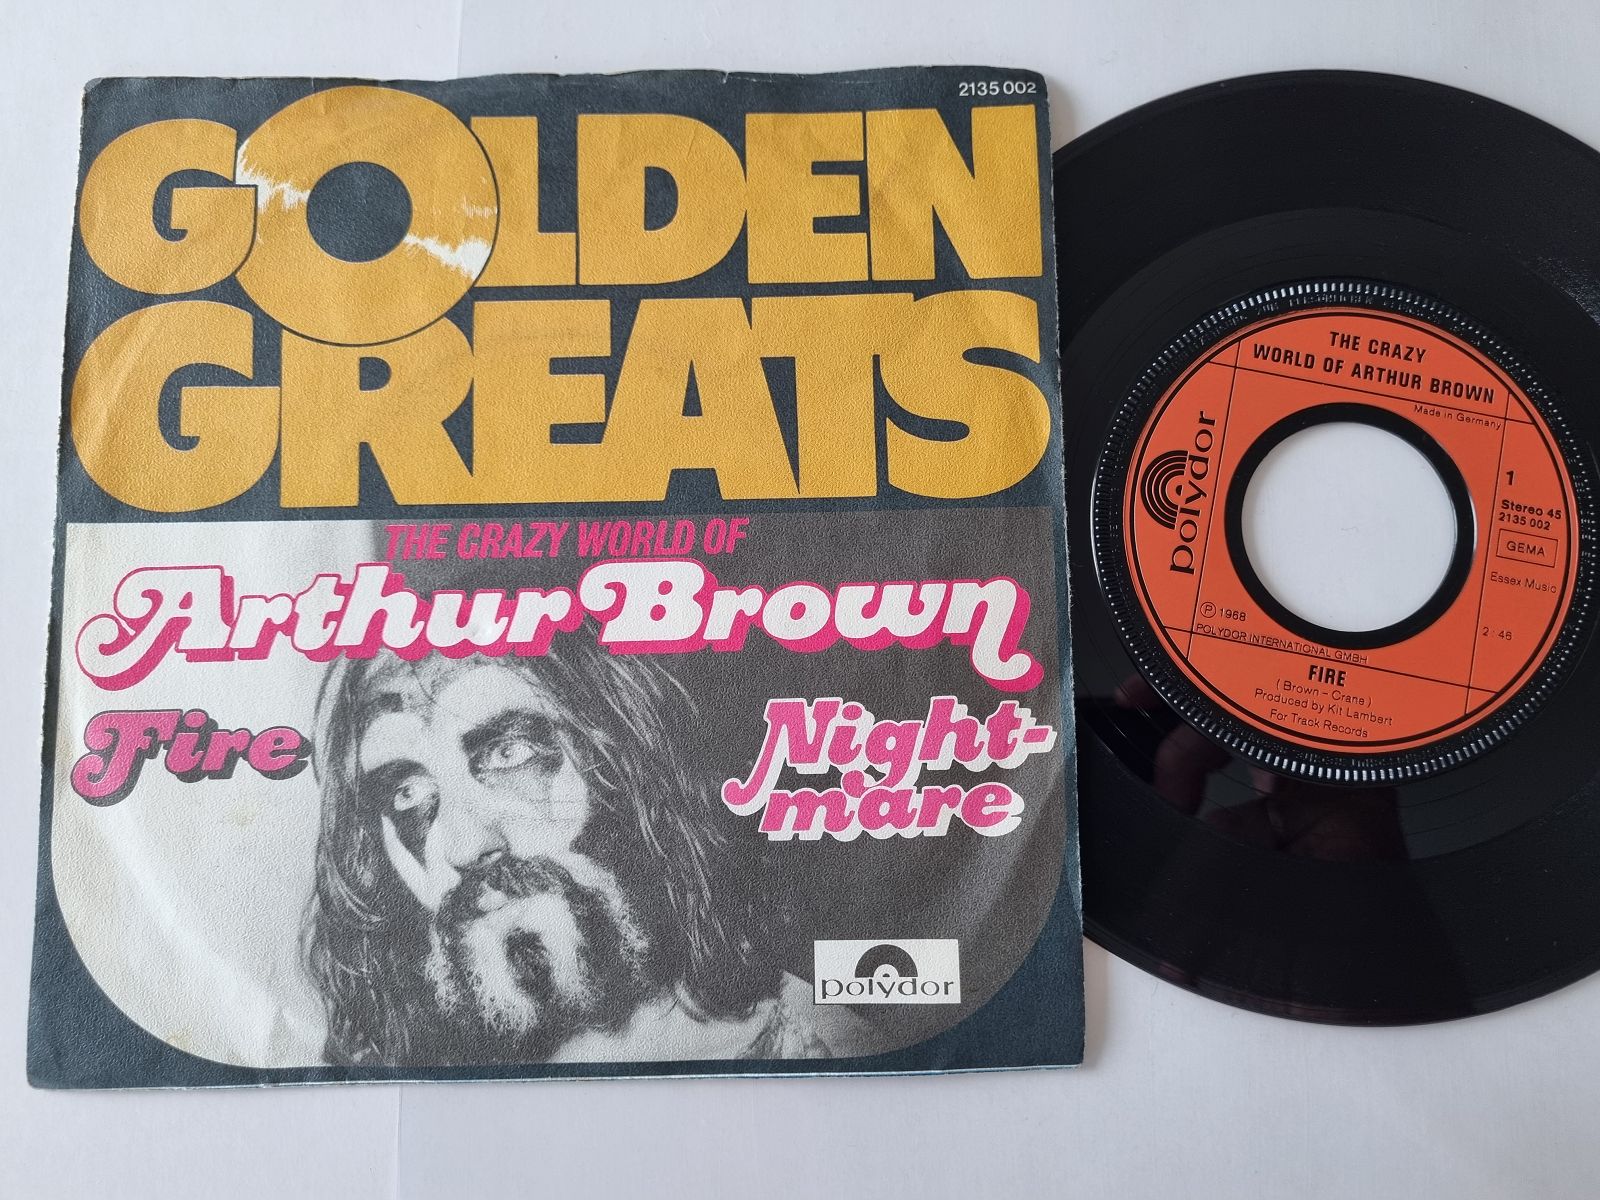 2135 002
GOLDEN
GREATS
THE CRAZY WORLD OF
Arthur Brown
Fire
Night-
mare
polydor
THE CRAZY
WORLD OF ARTHUR BROWN
Made in Germany
polydor
1
Stereo 45
2135 002
GEMA
Essex Music
2:46
Ⓟ 1968
POLYDOR INTERNATIONAL GMBH
FIRE
(Brown - Crane)
Produced by Kit Lambert
For Track Records